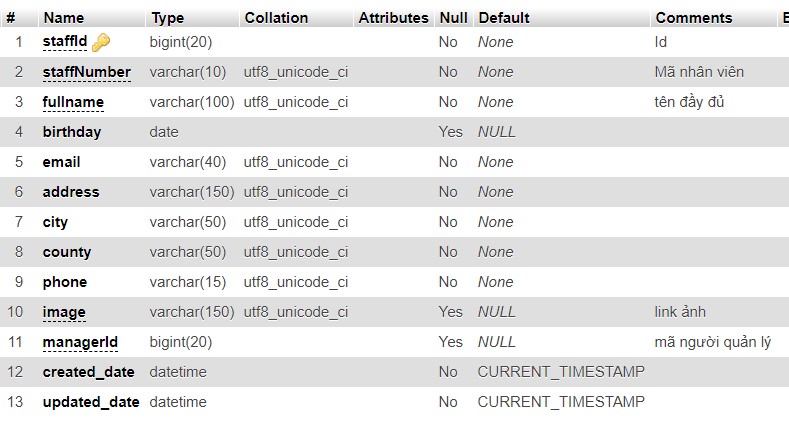 # Name Type Collation Attributes Null Default Comments E
1 staffId bigint(20) No None Id
2 staffNumber varchar(10) utf8_unicode_ci No None Mã nhân viên
3 fullname varchar(100) utf8_unicode_ci No None tên đầy đủ
4 birthday date Yes NULL
5 email varchar(40) utf8_unicode_ci No None
6 address varchar(150) utf8_unicode_ci No None
7 city varchar(50) utf8_unicode_ci No None
8 county varchar(50) utf8_unicode_ci No None
9 phone varchar(15) utf8_unicode_ci No None
10 image varchar(150) utf8_unicode_ci Yes NULL link ảnh
11 managerId bigint(20) Yes NULL mã người quản lý
12 created_date datetime No CURRENT_TIMESTAMP
13 updated_date datetime No CURRENT_TIMESTAMP